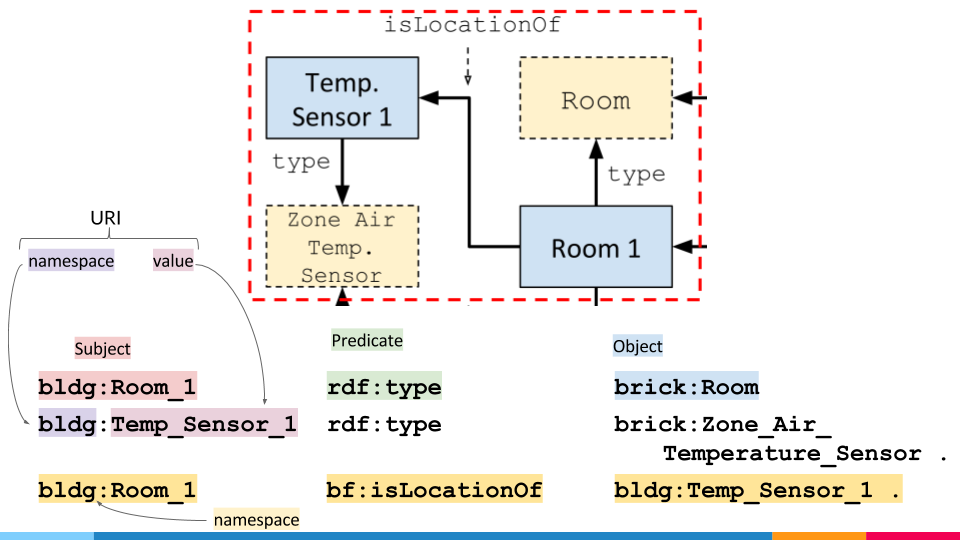 isLocationOf
Temp.
Sensor 1
Room
type
type
Zone Air
Temp.
Sensor
Room 1
URI
namespace value
Subject Predicate Object
bldg:Room_1 rdf:type brick:Room
bldg:Temp_Sensor_1 rdf:type brick:Zone_Air_
Temperature_Sensor .
bldg:Room_1 bf:isLocationOf bldg:Temp_Sensor_1 .
namespace